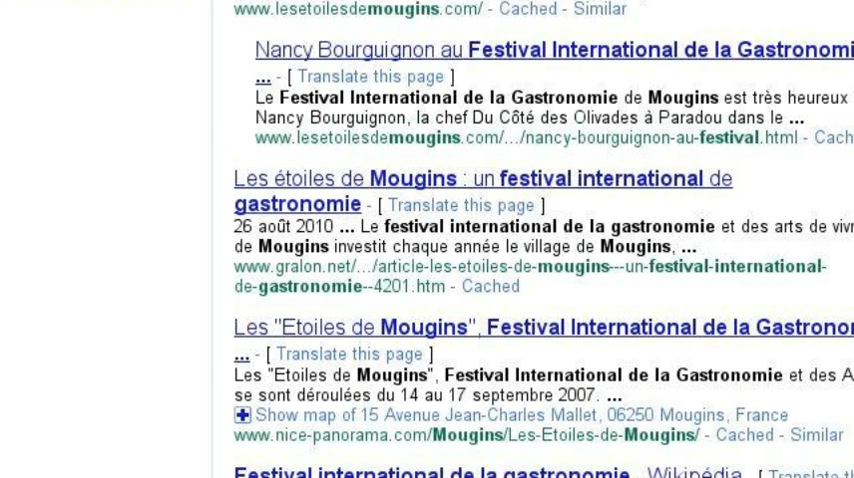 www.lesetoilesdemougins.com/ - Cached - Similar
Nancy Bourguignon au Festival International de la Gastronomi
... - [ Translate this page ]
Le Festival International de la Gastronomie de Mougins est très heureux
Nancy Bourguignon, la chef Du Côté des Olivades à Paradou dans le ...
www.lesetoilesdemougins.com/.../nancy-bourguignon-au-festival.html - Cach
Les étoiles de Mougins : un festival international de
gastronomie - [ Translate this page ]
26 août 2010 ... Le festival international de la gastronomie et des arts de viv
de Mougins investit chaque année le village de Mougins, ...
www.gralon.net/.../article-les-etoiles-de-mougins---un-festival-international-
de-gastronomie--4201.htm - Cached
Les "Etoiles de Mougins", Festival International de la Gastrono
... - [ Translate this page ]
Les "Etoiles de Mougins", Festival International de la Gastronomie et des A
se sont déroulées du 14 au 17 septembre 2007. ...
Show map of 15 Avenue Jean-Charles Mallet, 06250 Mougins, France
www.nice-panorama.com/Mougins/Les-Etoiles-de-Mougins/ - Cached - Similar
Festival international de la gastronomie - Wikipédia - [ Translate th